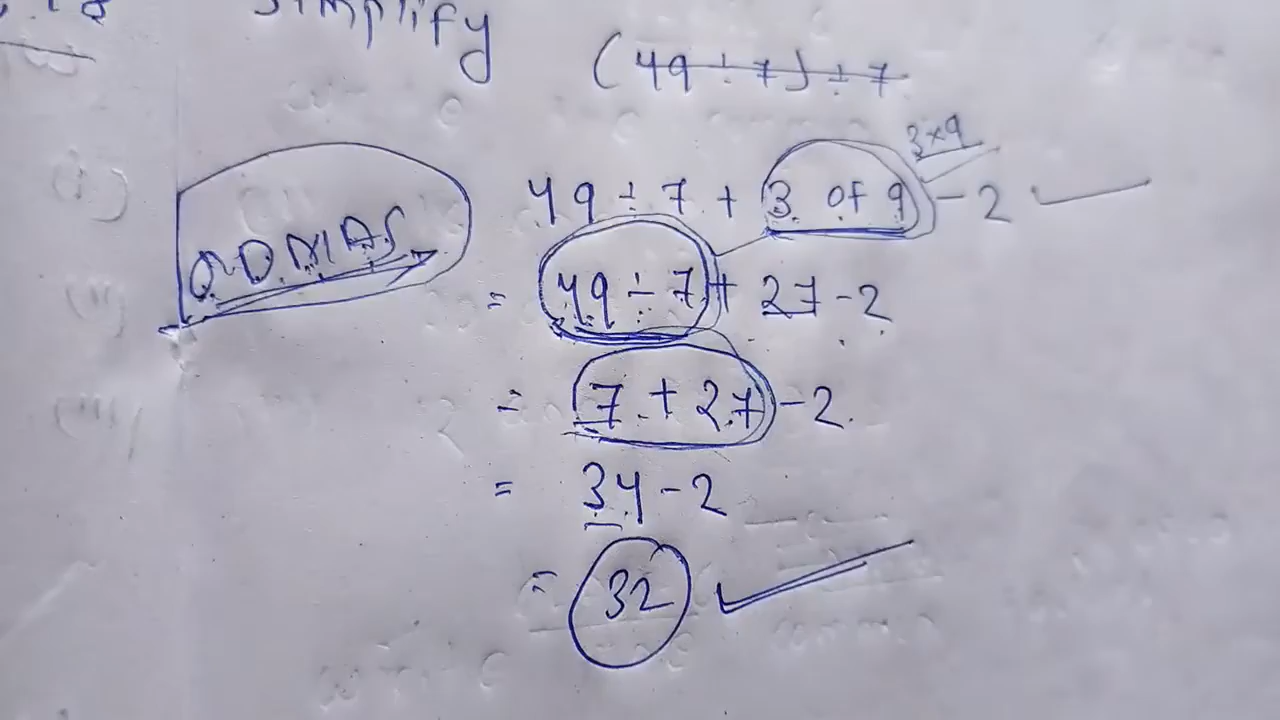 Simplify
(49 ÷ 7) ÷ 7
3×9
49 ÷ 7 + 3 of 9 - 2
= 49 ÷ 7 + 27 - 2
= 7 + 27 - 2
= 34 - 2
= 32